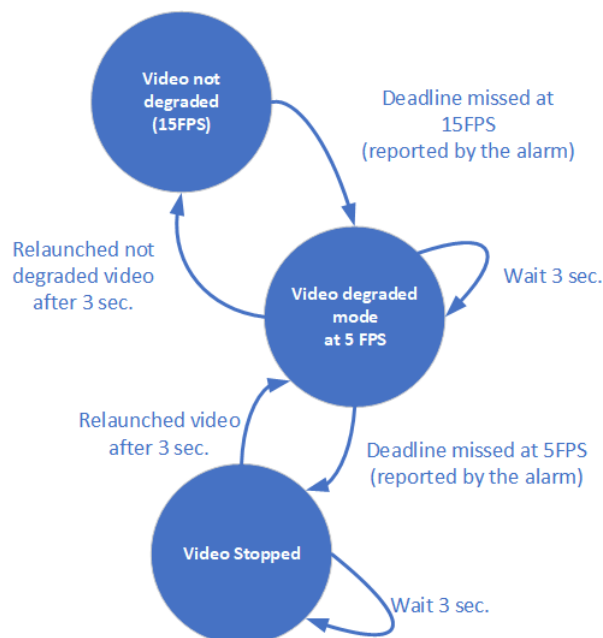 Video not
degraded
(15FPS)
Deadline missed at
15FPS
(reported by the alarm)
Relaunched not
degraded video
after 3 sec.
Wait 3 sec.
Video degraded
mode
at 5 FPS
Relaunched video
after 3 sec.
Deadline missed at 5FPS
(reported by the alarm)
Video Stopped
Wait 3 sec.